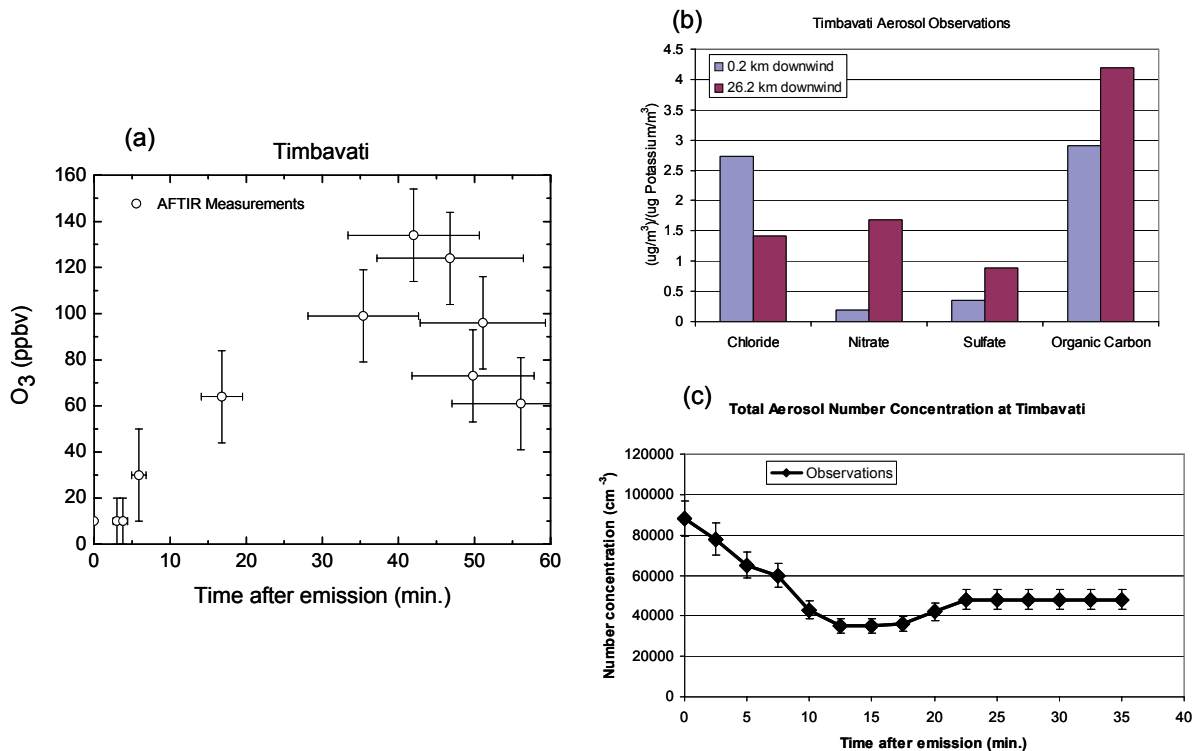 (a)
Timbavati
160
140
120
100
80
60
40
20
0
O3 (ppbv)
AFTIR Measurements
0 10 20 30 40 50 60
Time after emission (min.)
(b)
Timbavati Aerosol Observations
4.5
4
3.5
3
2.5
2
1.5
1
0.5
0
(ug/m³)/(ug Potassium/m³)
0.2 km downwind
26.2 km downwind
Chloride Nitrate Sulfate Organic Carbon
(c)
Total Aerosol Number Concentration at Timbavati
120000
100000
80000
60000
40000
20000
0
Number concentration (cm⁻³)
Observations
0 5 10 15 20 25 30 35 40
Time after emission (min.)